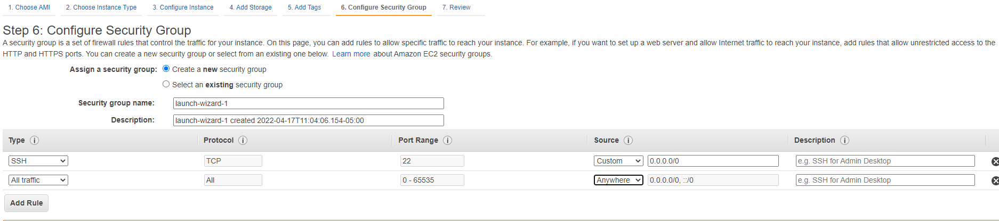 1. Choose AMI 2. Choose Instance Type 3. Configure Instance 4. Add Storage 5. Add Tags 6. Configure Security Group 7. Review
Step 6: Configure Security Group
A security group is a set of firewall rules that control the traffic for your instance. On this page, you can add rules to allow specific traffic to reach your instance. For example, if you want to set up a web server and allow Internet traffic to reach your instance, add rules that allow unrestricted access to the
HTTP and HTTPS ports. You can create a new security group or select from an existing one below. Learn more about Amazon EC2 security groups.
Assign a security group: Create a new security group
Select an existing security group
Security group name: launch-wizard-1
Description: launch-wizard-1 created 2022-04-17T11:04:06.154-05:00
Type i Protocol i Port Range i Source i Description i
SSH TCP 22 Custom 0.0.0.0/0 e.g. SSH for Admin Desktop
All traffic All 0 - 65535 Anywhere 0.0.0.0/0, ::/0 e.g. SSH for Admin Desktop
Add Rule